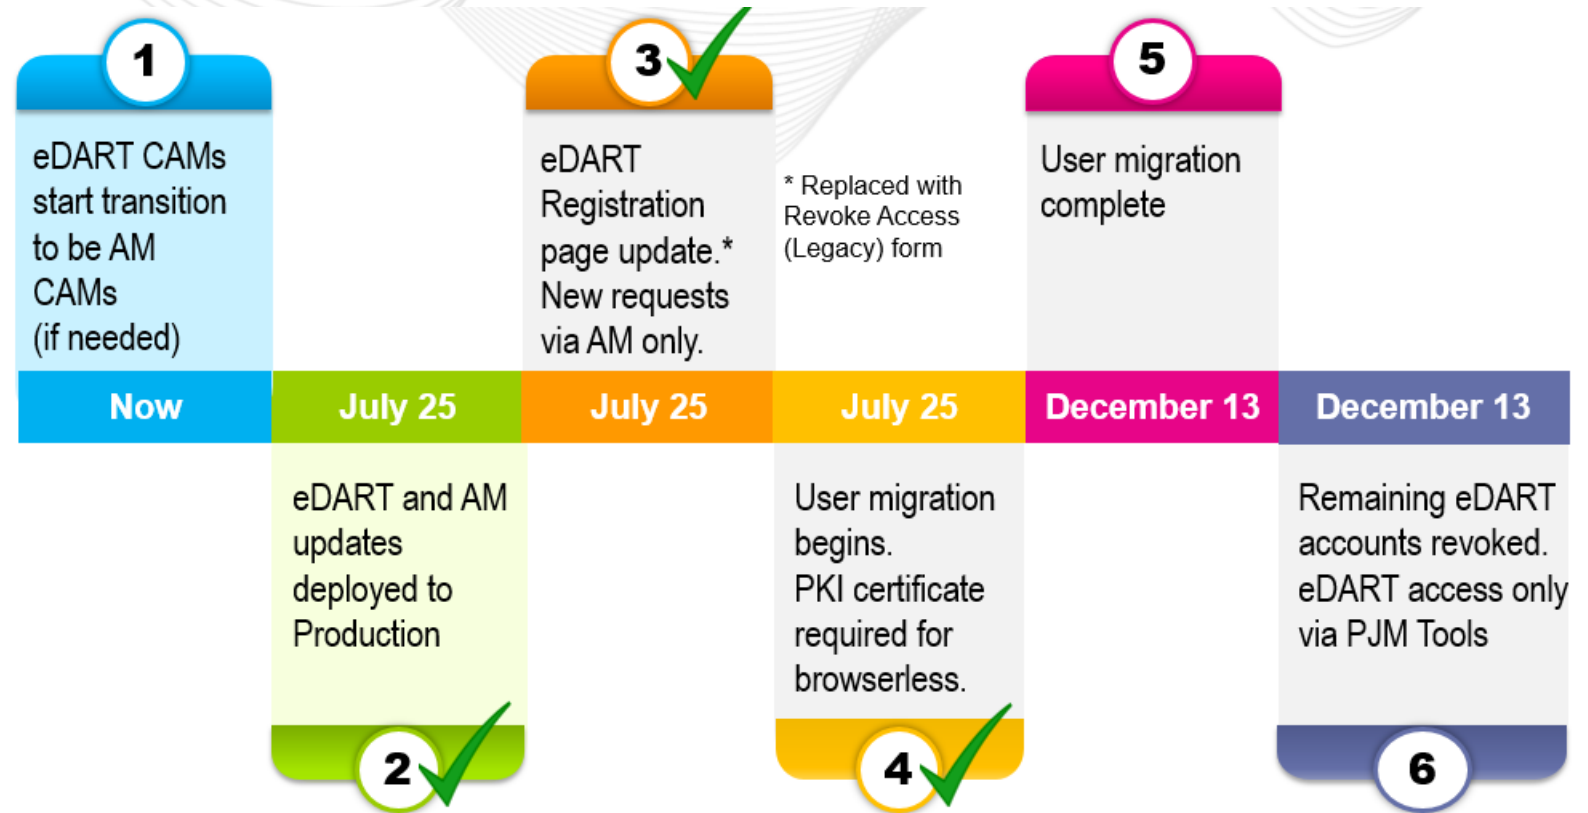 1
eDART CAMs
start transition
to be AM
CAMs
(if needed)
Now
July 25
eDART and AM
updates
deployed to
Production
2
3
eDART
Registration
page update.*
New requests
via AM only.
July 25
* Replaced with
Revoke Access
(Legacy) form
July 25
User migration
begins.
PKI certificate
required for
browserless.
4
5
User migration
complete
December 13
December 13
Remaining eDART
accounts revoked.
eDART access only
via PJM Tools
6